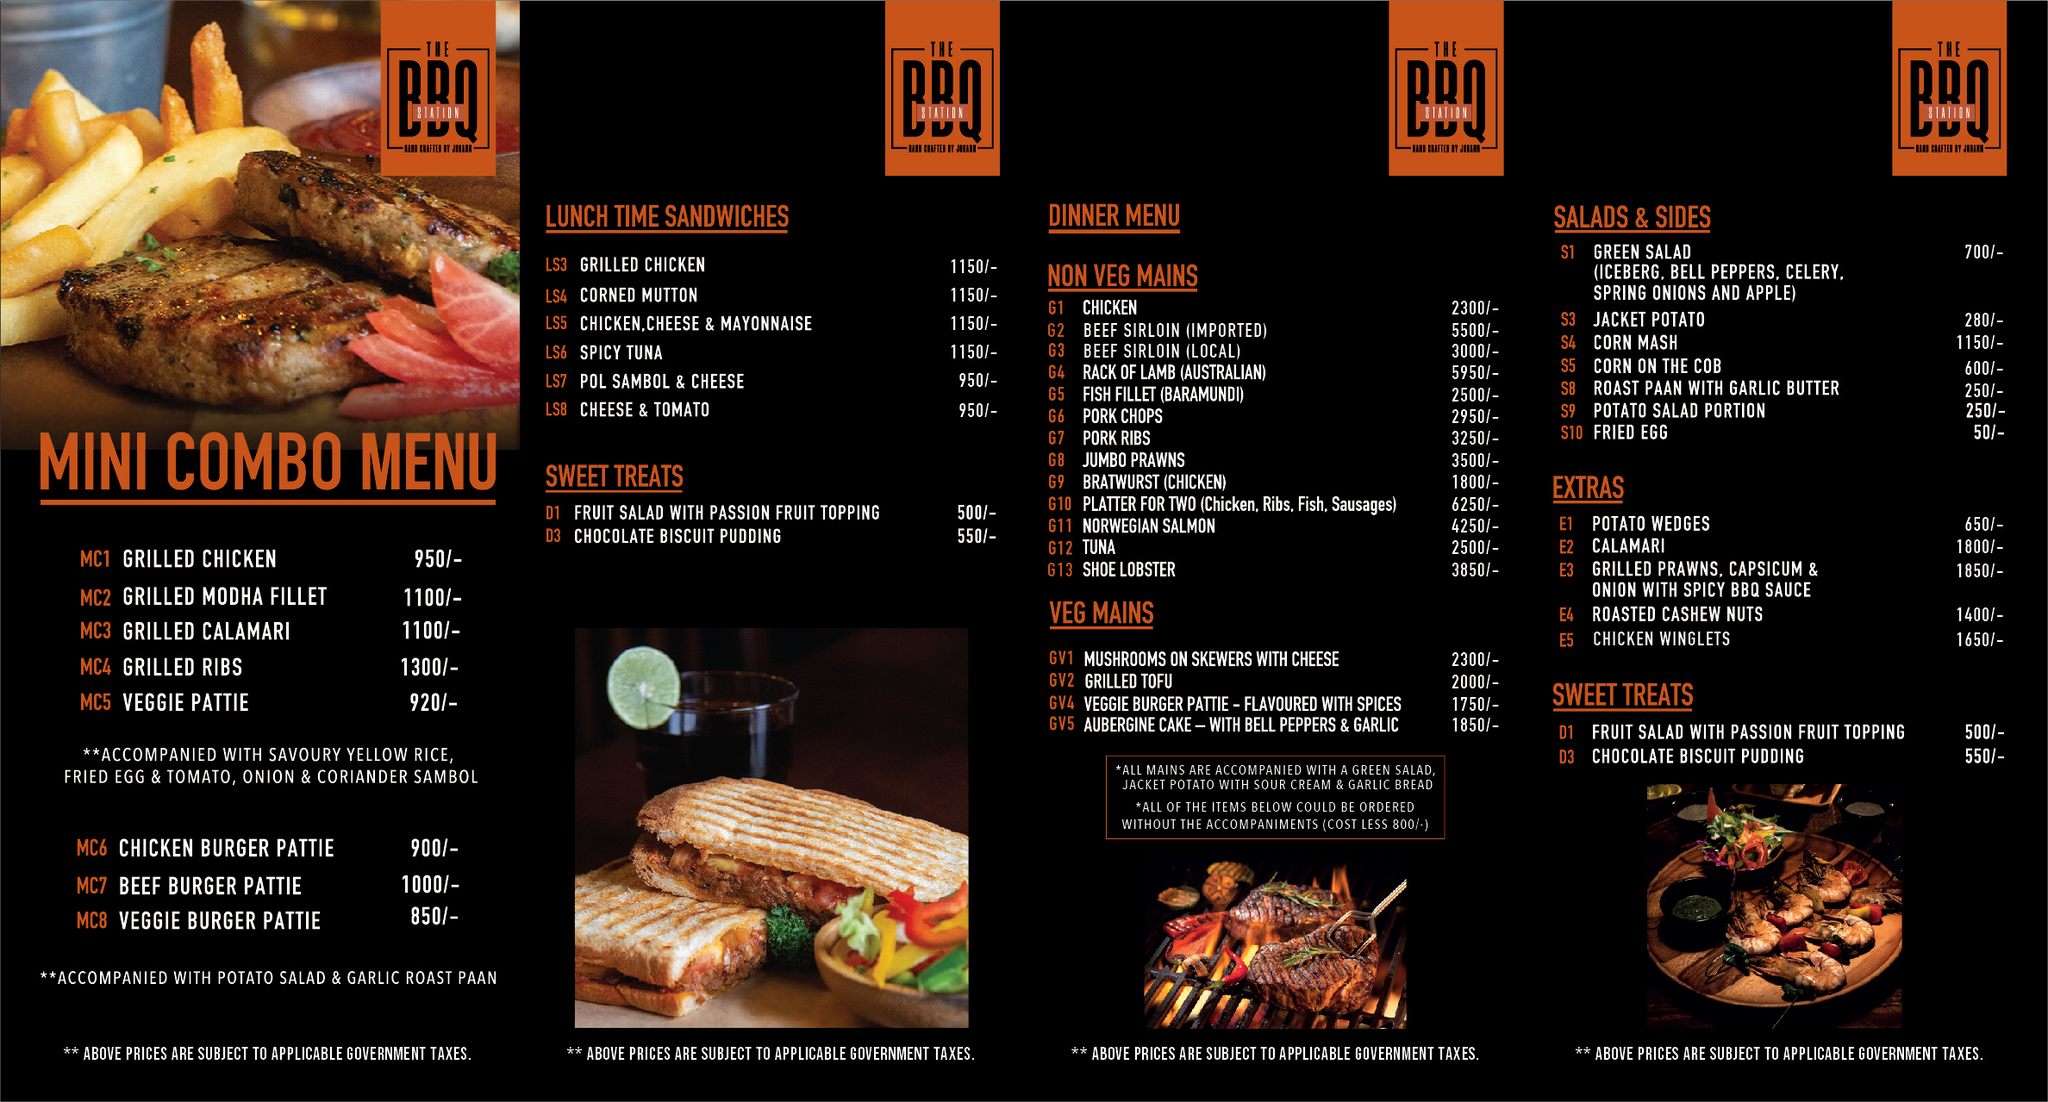 THE
BBQ
STATION
HAND CRAFTED BY JOHANN
MINI COMBO MENU
MC1 GRILLED CHICKEN 950/-
MC2 GRILLED MODHA FILLET 1100/-
MC3 GRILLED CALAMARI 1100/-
MC4 GRILLED RIBS 1300/-
MC5 VEGGIE PATTIE 920/-
**ACCOMPANIED WITH SAVOURY YELLOW RICE,
FRIED EGG & TOMATO, ONION & CORIANDER SAMBOL
MC6 CHICKEN BURGER PATTIE 900/-
MC7 BEEF BURGER PATTIE 1000/-
MC8 VEGGIE BURGER PATTIE 850/-
**ACCOMPANIED WITH POTATO SALAD & GARLIC ROAST PAAN
** ABOVE PRICES ARE SUBJECT TO APPLICABLE GOVERNMENT TAXES.
THE
BBQ
STATION
HAND CRAFTED BY JOHANN
LUNCH TIME SANDWICHES
LS3 GRILLED CHICKEN 1150/-
LS4 CORNED MUTTON 1150/-
LS5 CHICKEN,CHEESE & MAYONNAISE 1150/-
LS6 SPICY TUNA 1150/-
LS7 POL SAMBOL & CHEESE 950/-
LS8 CHEESE & TOMATO 950/-
SWEET TREATS
D1 FRUIT SALAD WITH PASSION FRUIT TOPPING 500/-
D3 CHOCOLATE BISCUIT PUDDING 550/-
** ABOVE PRICES ARE SUBJECT TO APPLICABLE GOVERNMENT TAXES.
THE
BBQ
STATION
HAND CRAFTED BY JOHANN
DINNER MENU
NON VEG MAINS
G1 CHICKEN 2300/-
G2 BEEF SIRLOIN (IMPORTED) 5500/-
G3 BEEF SIRLOIN (LOCAL) 3000/-
G4 RACK OF LAMB (AUSTRALIAN) 5950/-
G5 FISH FILLET (BARAMUNDI) 2500/-
G6 PORK CHOPS 2950/-
G7 PORK RIBS 3250/-
G8 JUMBO PRAWNS 3500/-
G9 BRATWURST (CHICKEN) 1800/-
G10 PLATTER FOR TWO (Chicken, Ribs, Fish, Sausages) 6250/-
G11 NORWEGIAN SALMON 4250/-
G12 TUNA 2500/-
G13 SHOE LOBSTER 3850/-
VEG MAINS
GV1 MUSHROOMS ON SKEWERS WITH CHEESE 2300/-
GV2 GRILLED TOFU 2000/-
GV4 VEGGIE BURGER PATTIE - FLAVOURED WITH SPICES 1750/-
GV5 AUBERGINE CAKE – WITH BELL PEPPERS & GARLIC 1850/-
*ALL MAINS ARE ACCOMPANIED WITH A GREEN SALAD,
JACKET POTATO WITH SOUR CREAM & GARLIC BREAD
*ALL OF THE ITEMS BELOW COULD BE ORDERED
WITHOUT THE ACCOMPANIMENTS (COST LESS 800/-)
** ABOVE PRICES ARE SUBJECT TO APPLICABLE GOVERNMENT TAXES.
THE
BBQ
STATION
HAND CRAFTED BY JOHANN
SALADS & SIDES
S1 GREEN SALAD 700/-
(ICEBERG, BELL PEPPERS, CELERY,
SPRING ONIONS AND APPLE)
S3 JACKET POTATO 280/-
S4 CORN MASH 1150/-
S5 CORN ON THE COB 600/-
S8 ROAST PAAN WITH GARLIC BUTTER 250/-
S9 POTATO SALAD PORTION 250/-
S10 FRIED EGG 50/-
EXTRAS
E1 POTATO WEDGES 650/-
E2 CALAMARI 1800/-
E3 GRILLED PRAWNS, CAPSICUM & 1850/-
ONION WITH SPICY BBQ SAUCE
E4 ROASTED CASHEW NUTS 1400/-
E5 CHICKEN WINGLETS 1650/-
SWEET TREATS
D1 FRUIT SALAD WITH PASSION FRUIT TOPPING 500/-
D3 CHOCOLATE BISCUIT PUDDING 550/-
** ABOVE PRICES ARE SUBJECT TO APPLICABLE GOVERNMENT TAXES.